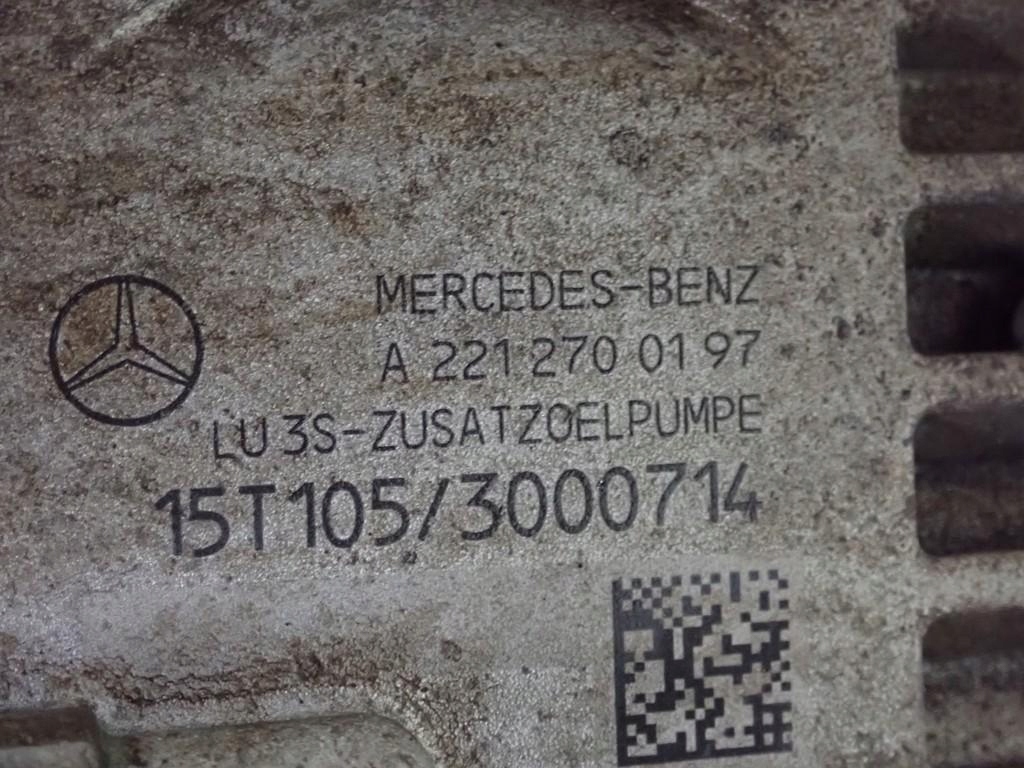 MERCEDES-BENZ
A 221 270 01 97
LU 3S-ZUSATZOELPUMPE
15T105/3000714